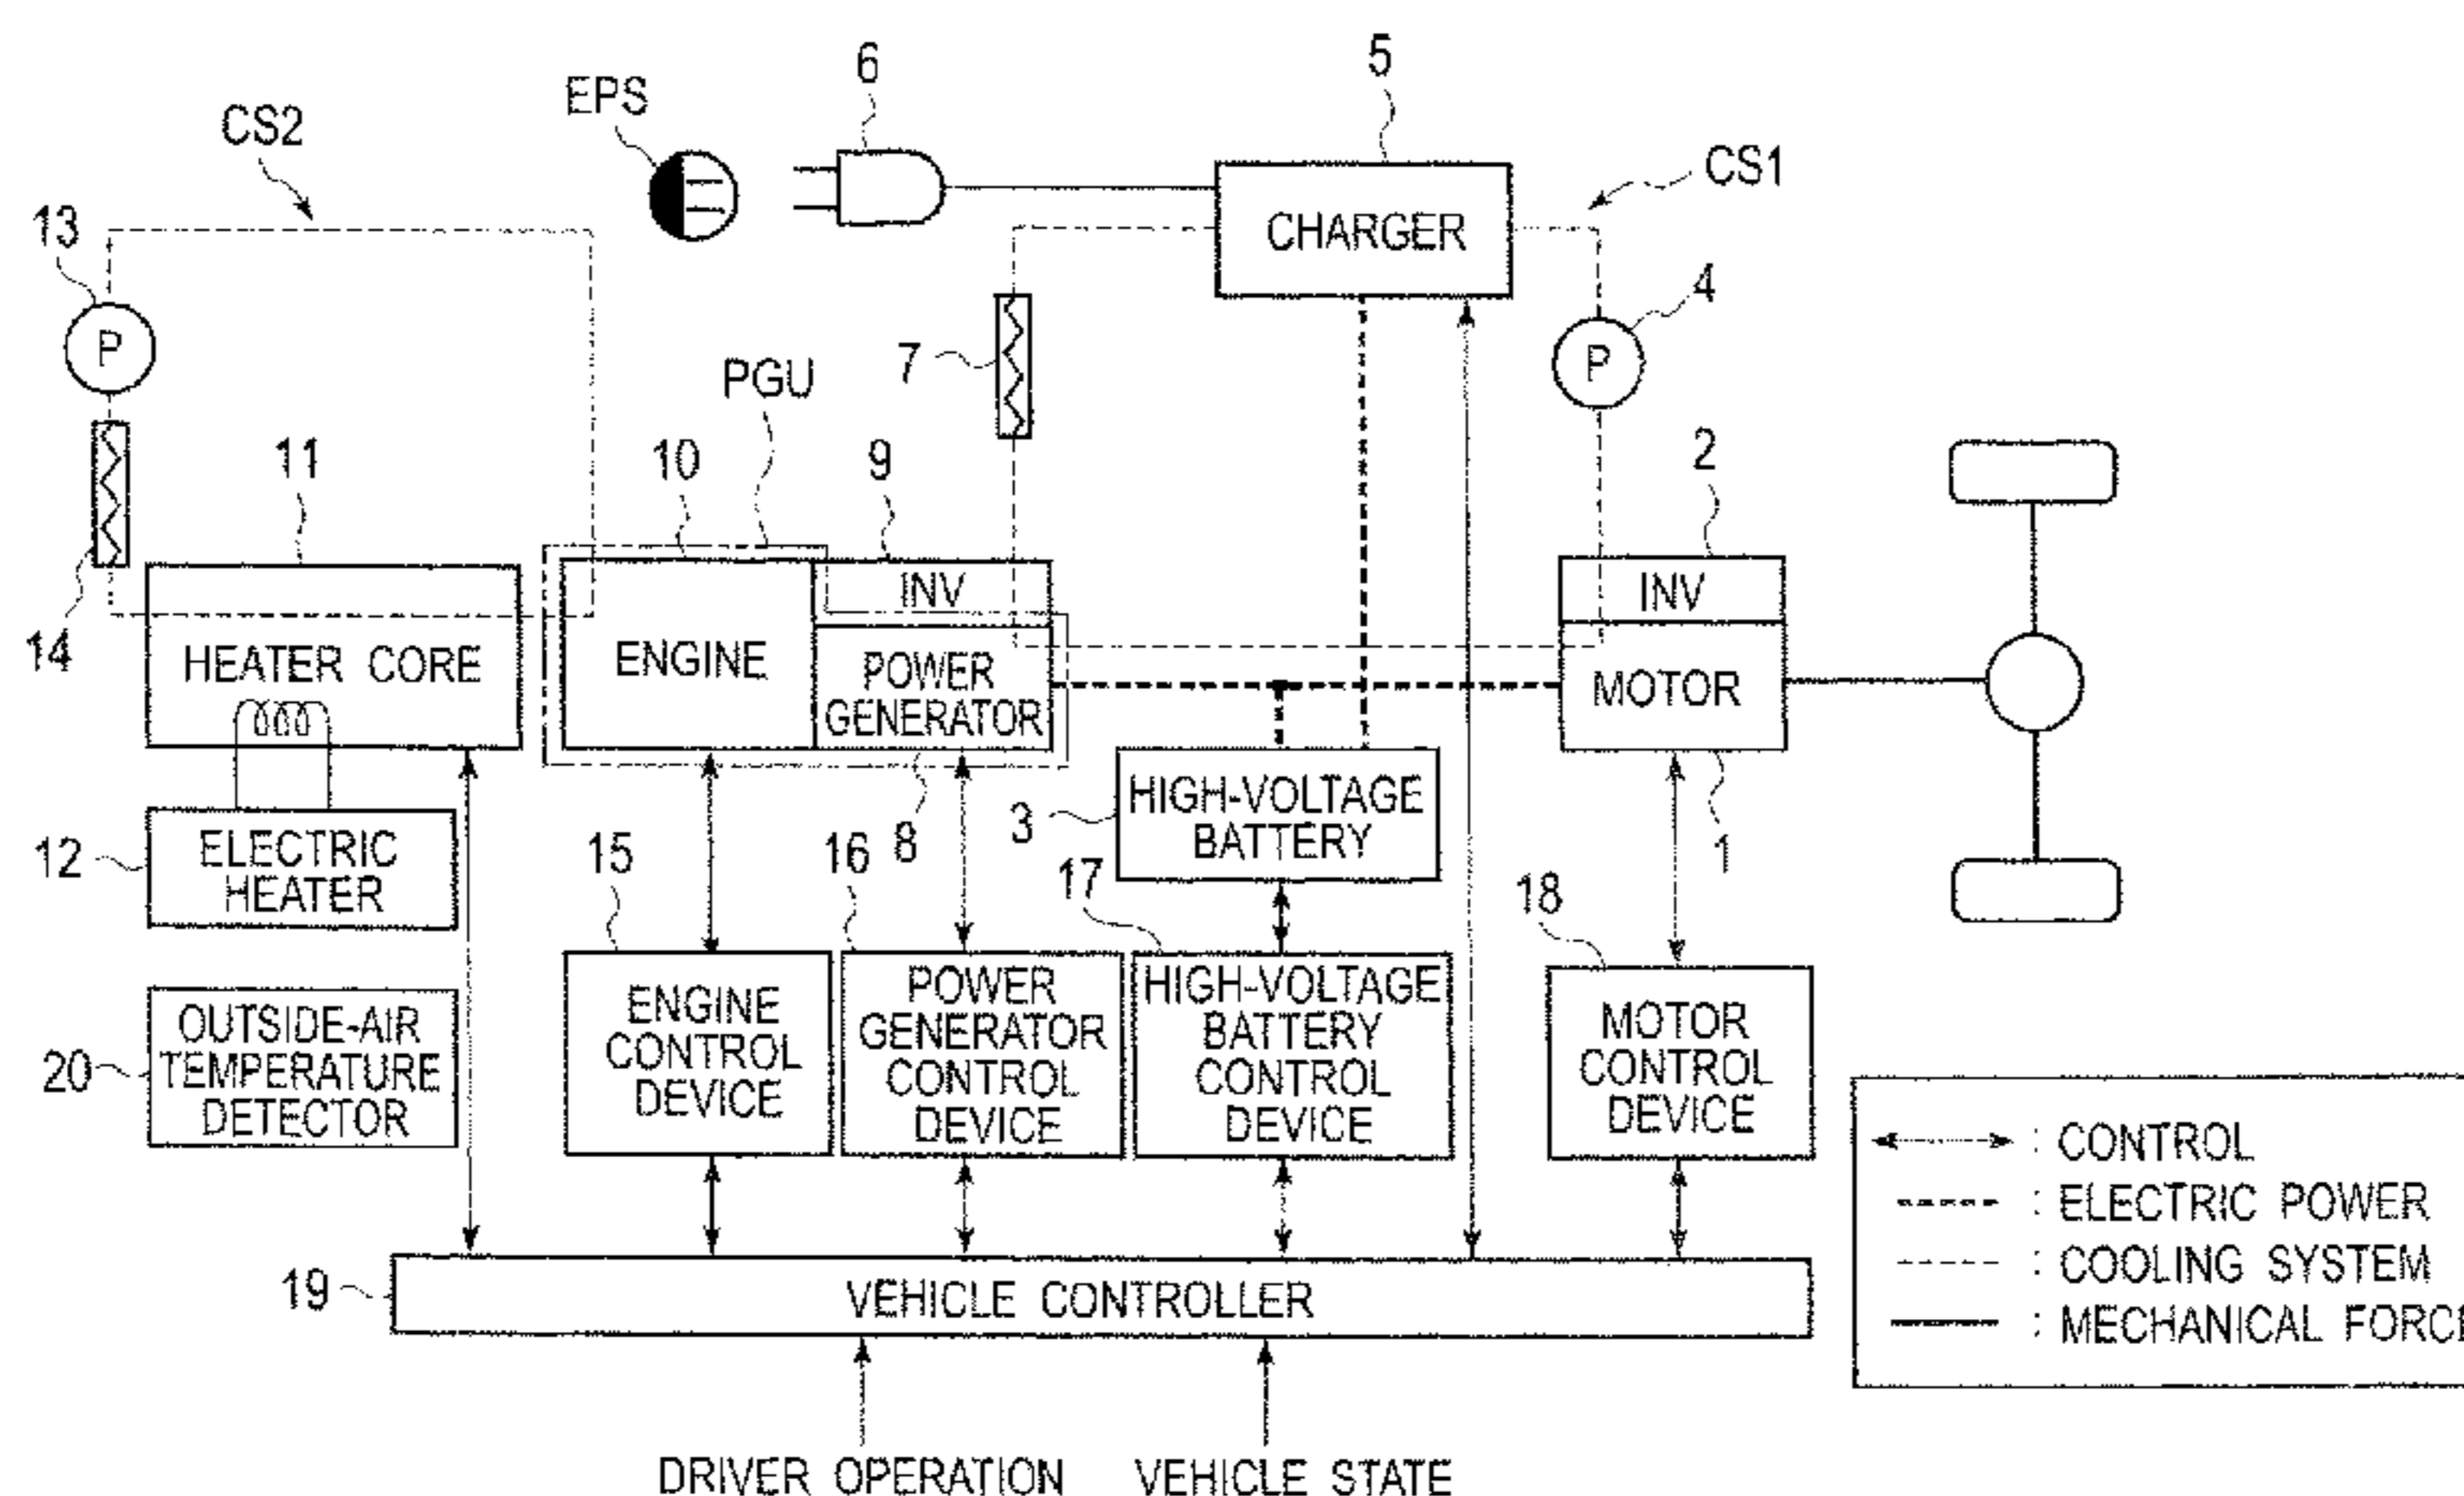 6
5
EPS
CS2
CS1
13
P
4
P
7
PGU
11
10
9
2
INV
INV
14
HEATER CORE
ENGINE
POWER
GENERATOR
MOTOR
HIGH-VOLTAGE
BATTERY
3
8
1
CHARGER
12
ELECTRIC
HEATER
15
16
17
18
20
OUTSIDE-AIR
TEMPERATURE
DETECTOR
ENGINE
CONTROL
DEVICE
POWER
GENERATOR
CONTROL
DEVICE
HIGH-VOLTAGE
BATTERY
CONTROL
DEVICE
MOTOR
CONTROL
DEVICE
: CONTROL
: ELECTRIC POWER
: COOLING SYSTEM
: MECHANICAL FORCE
19
VEHICLE CONTROLLER
DRIVER OPERATION
VEHICLE STATE